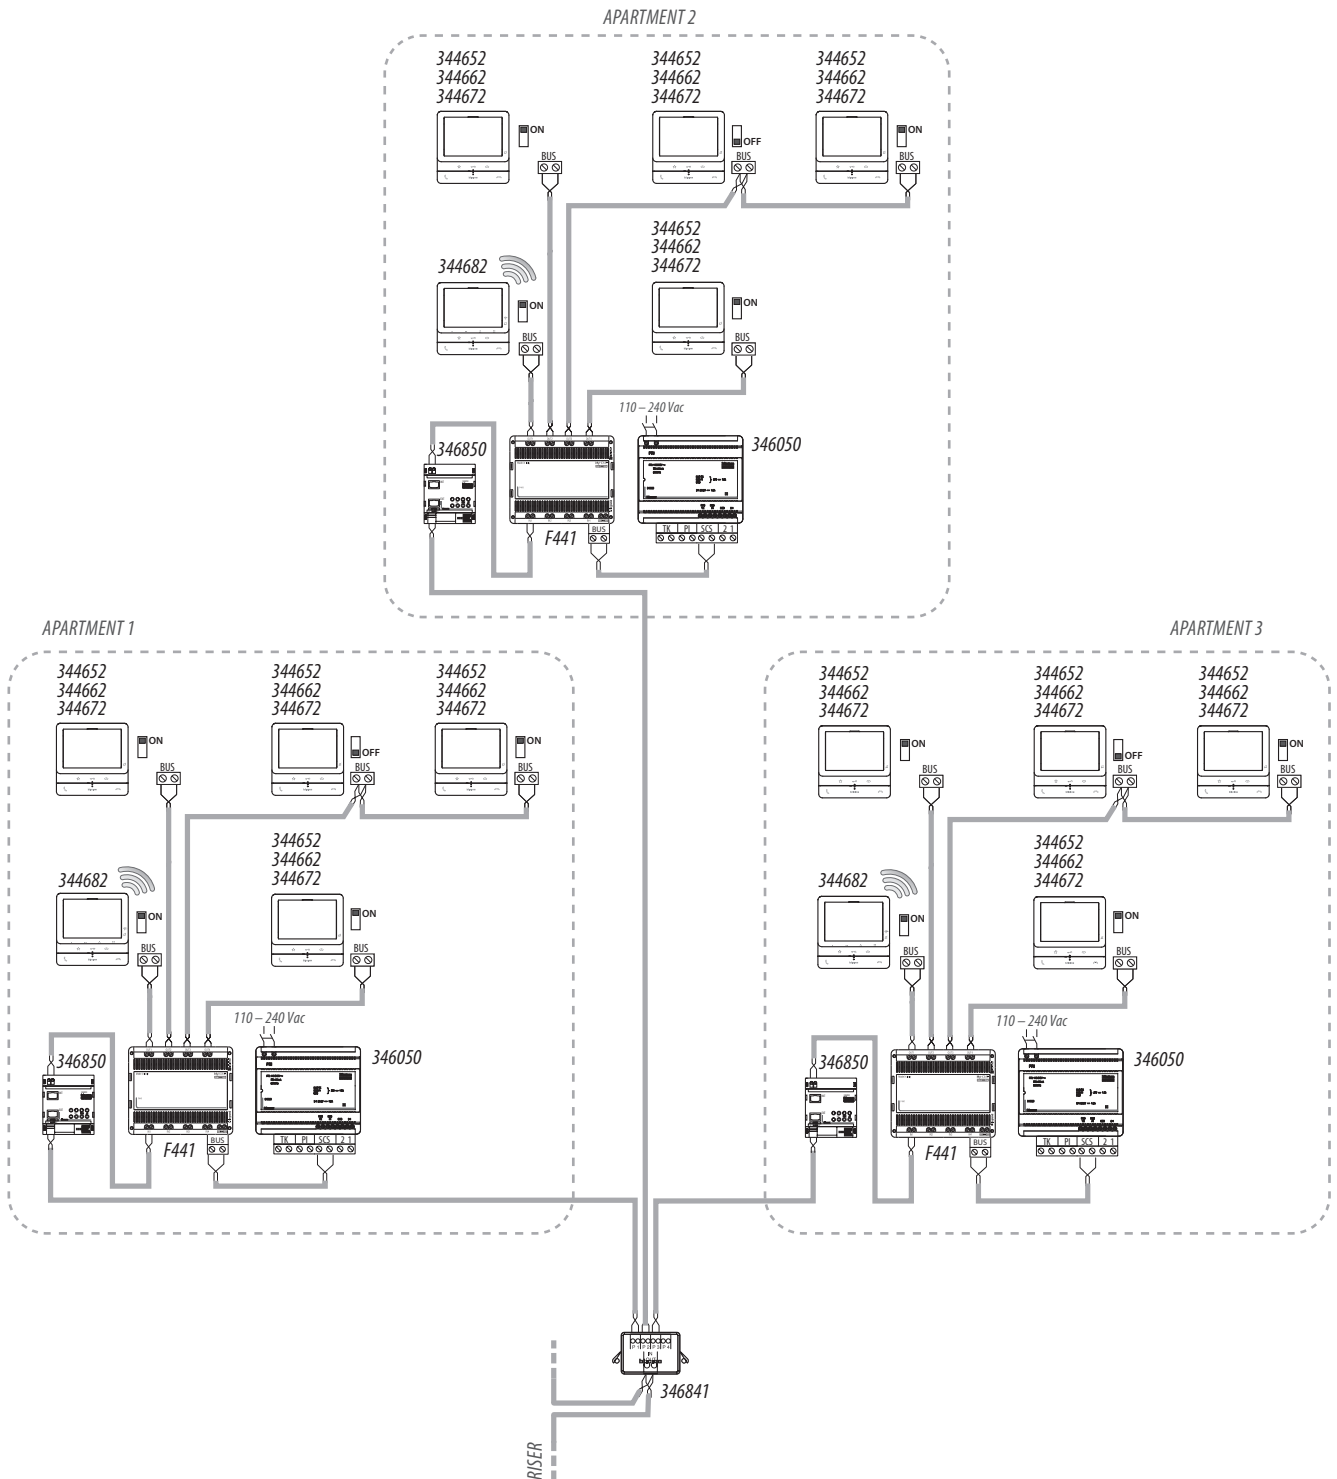 APARTMENT 2
344652
344662
344672
ON
BUS
344652
344662
344672
OFF
BUS
344652
344662
344672
ON
BUS
344682
ON
BUS
344652
344662
344672
ON
BUS
110 – 240 Vac
346850
F441
BUS
346050
TK PI SCS 2 1
APARTMENT 1
344652
344662
344672
ON
BUS
344652
344662
344672
OFF
BUS
344652
344662
344672
ON
BUS
344682
ON
BUS
344652
344662
344672
ON
BUS
110 – 240 Vac
346850
F441
BUS
346050
TK PI SCS 2 1
APARTMENT 3
344652
344662
344672
ON
BUS
344652
344662
344672
OFF
BUS
344652
344662
344672
ON
BUS
344682
ON
BUS
344652
344662
344672
ON
BUS
110 – 240 Vac
346850
F441
BUS
346050
TK PI SCS 2 1
P 1 P 2 P 3 P 4
IN
346841
RISER